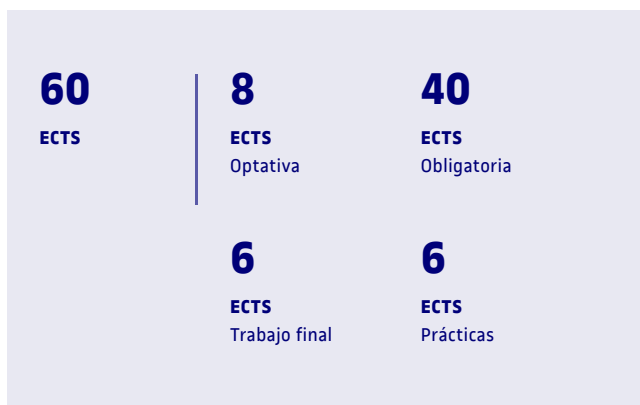 60
ECTS
8
ECTS
Optativa
40
ECTS
Obligatoria
6
ECTS
Trabajo final
6
ECTS
Prácticas